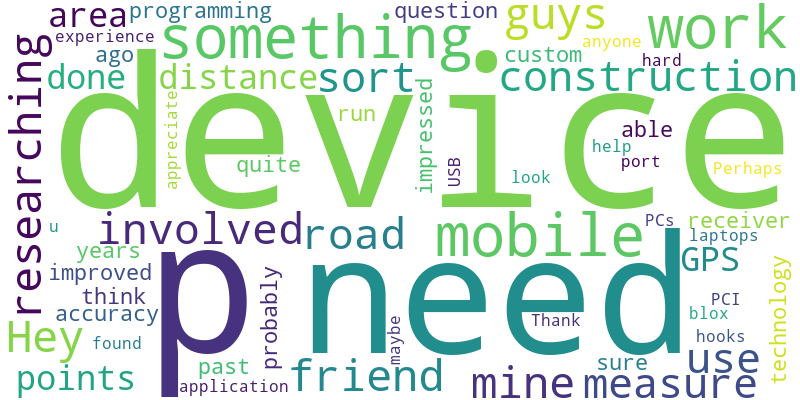 area programming question guys work
experience ago something custom anyone hard
researching done distance sort construction
device
appreciate run impressed able
quite USB help port look Perhaps
u involved road mobile PCs receiver
years laptops GPS
p need
improved think probably technology
accuracy PCI blox
Hey found past maybe Thank hooks
points application friend mine measure sure use